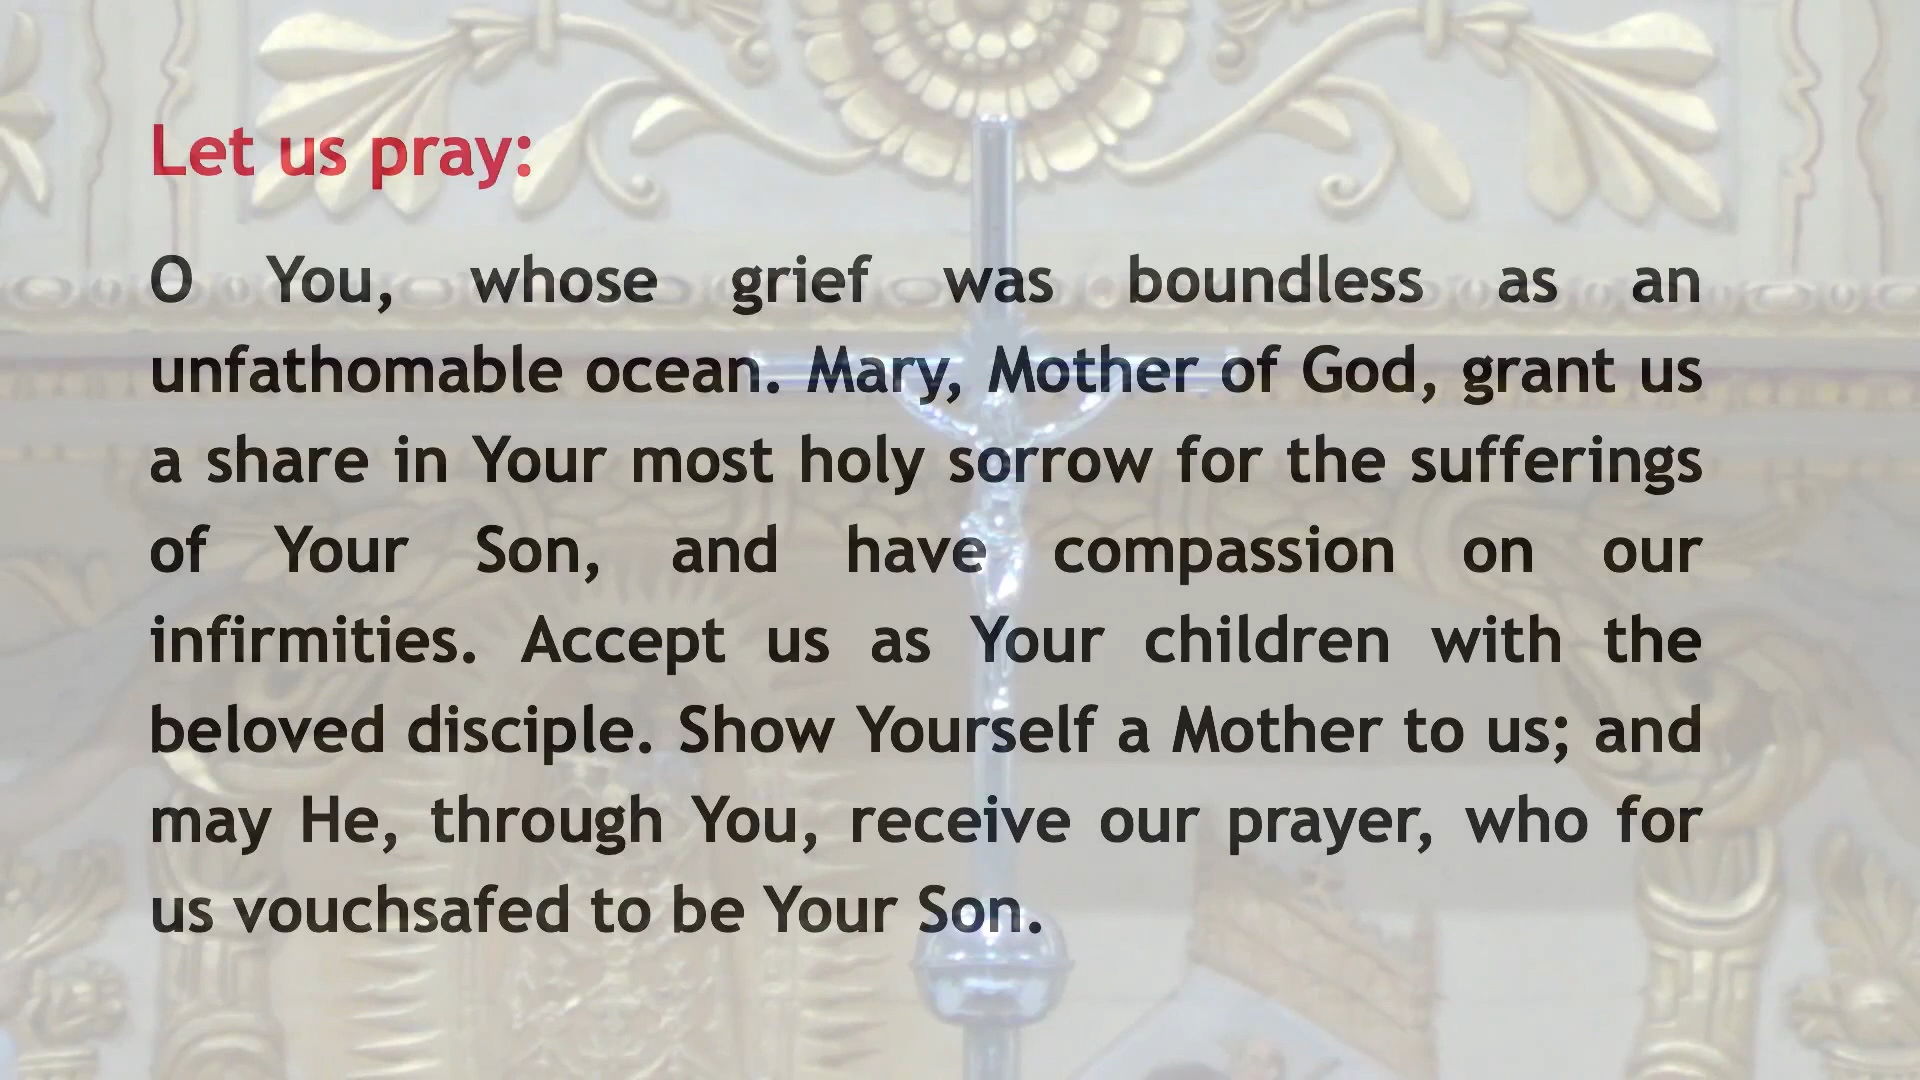 Let us pray:
O You, whose grief was boundless as an
unfathomable ocean. Mary, Mother of God, grant us
a share in Your most holy sorrow for the sufferings
of Your Son, and have compassion on our
infirmities. Accept us as Your children with the
beloved disciple. Show Yourself a Mother to us; and
may He, through You, receive our prayer, who for
us vouchsafed to be Your Son.